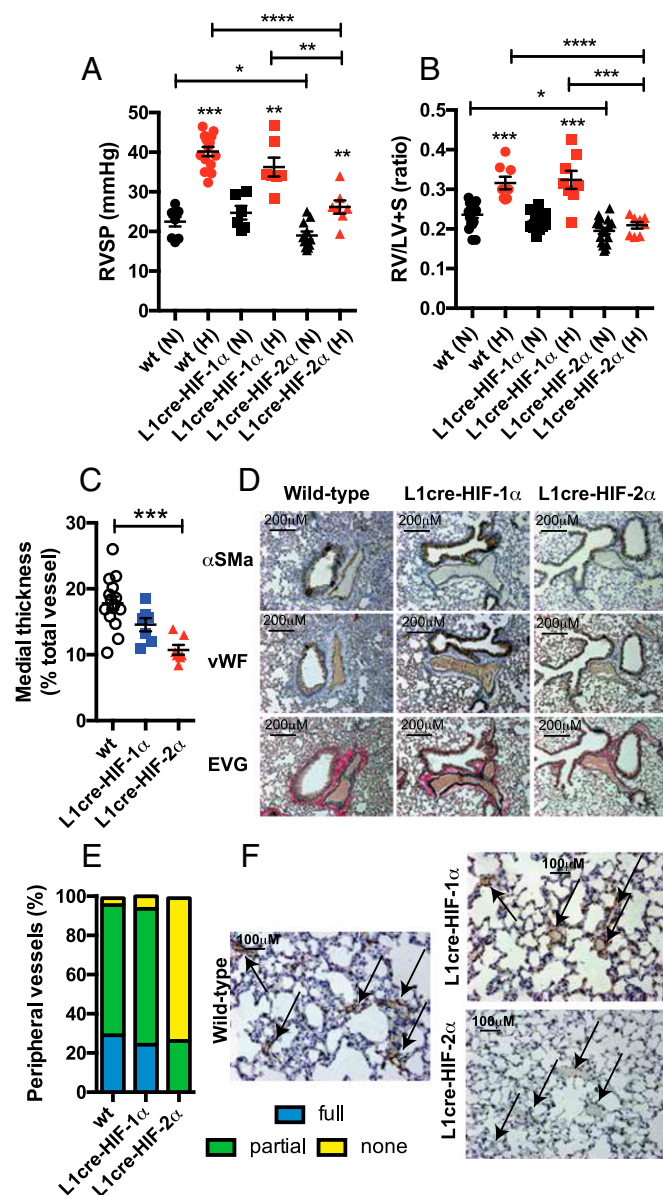 A
RVSP (mmHg)
50
40
30
20
10
0
****
**
*
***
**
**
wt (N)
wt (H)
L1cre-HIF-1α (N)
L1cre-HIF-1α (H)
L1cre-HIF-2α (N)
L1cre-HIF-2α (H)
B
RV/LV+S (ratio)
0.5
0.4
0.3
0.2
0.1
0.0
****
***
*
***
***
wt (N)
wt (H)
L1cre-HIF-1α (N)
L1cre-HIF-1α (H)
L1cre-HIF-2α (N)
L1cre-HIF-2α (H)
C
Medial thickness
(% total vessel)
30
20
10
0
***
wt
L1cre-HIF-1α
L1cre-HIF-2α
D
Wild-type L1cre-HIF-1α L1cre-HIF-2α
αSMa
200μM 200μM 200μM
vWF
200μM 200μM 200μM
EVG
200μM 200μM 200μM
E
Peripheral vessels (%)
100
80
60
40
20
0
wt
L1cre-HIF-1α
L1cre-HIF-2α
full
partial none
F
Wild-type
100μM
L1cre-HIF-1α
100μM
L1cre-HIF-2α
100μM